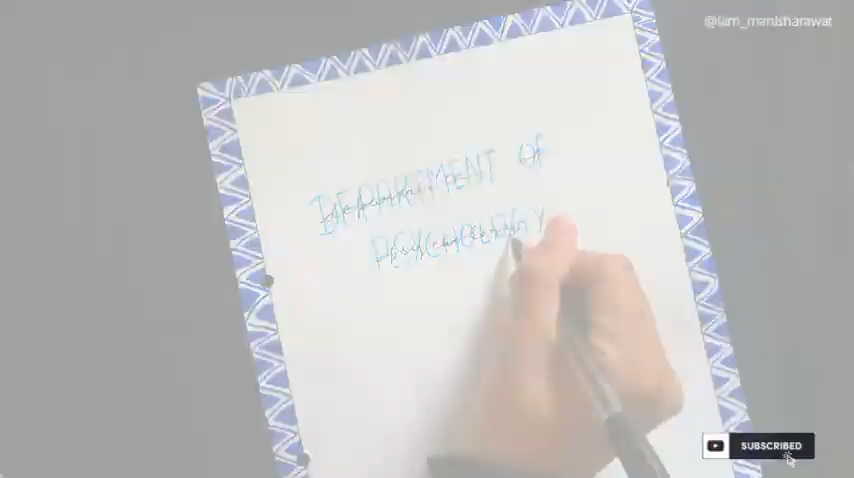 @iam_manisharawat
DEPARTMENT OF
PSYCHOLOGY
SUBSCRIBED